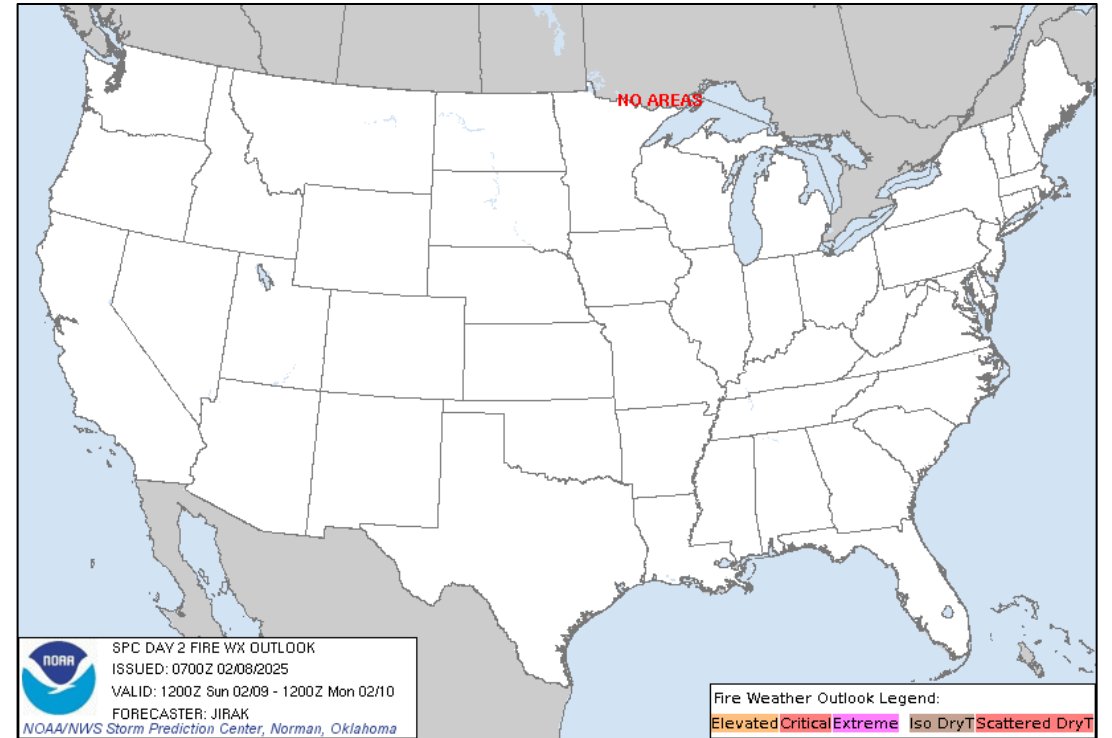 NO AREAS
NOAA
SPC DAY 2 FIRE WX OUTLOOK
ISSUED: 0700Z 02/08/2025
VALID: 1200Z Sun 02/09 - 1200Z Mon 02/10
FORECASTER: JIRAK
NOAA/NWS Storm Prediction Center, Norman, Oklahoma
Fire Weather Outlook Legend:
Elevated Critical Extreme Iso DryT Scattered DryT